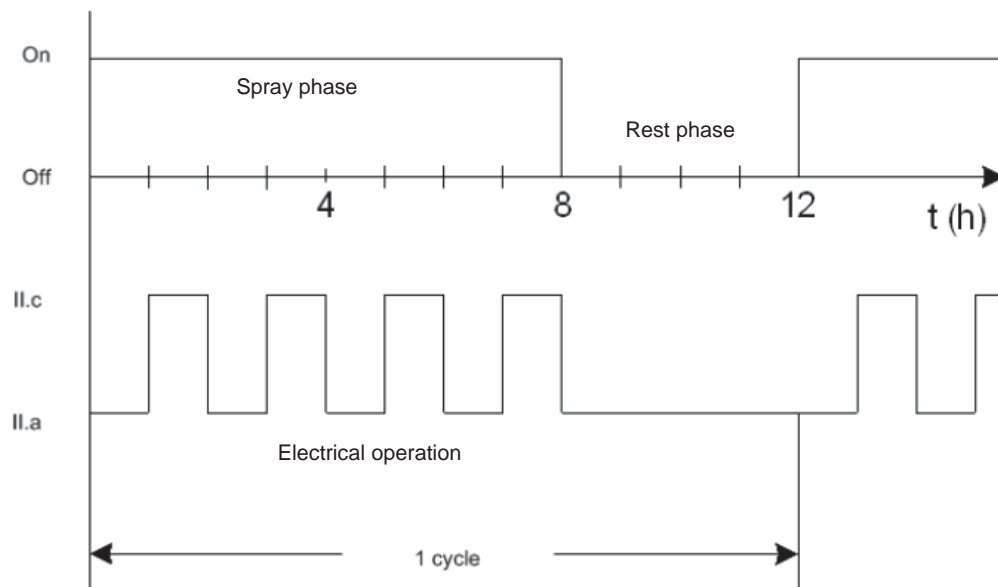 On
Spray phase
Rest phase
Off
4
8
12
t (h)
II.c
II.a
Electrical operation
1 cycle